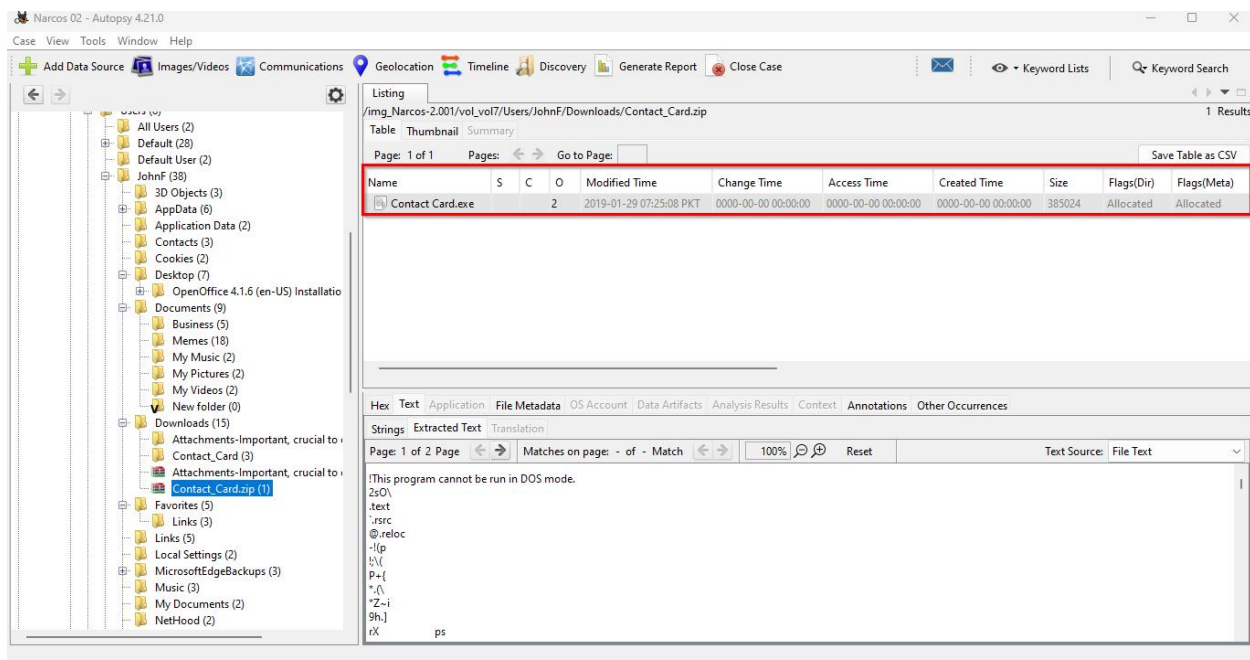 Narcos 02 - Autopsy 4.21.0
Case View Tools Window Help
Add Data Source Images/Videos Communications Geolocation Timeline Discovery Generate Report Close Case Keyword Lists Keyword Search
Listing
/img_Narcos-2.001/vol_vol7/Users/JohnF/Downloads/Contact_Card.zip
1 Results
Table Thumbnail Summary
Page: 1 of 1 Pages: Go to Page: Save Table as CSV
Name S C O Modified Time Change Time Access Time Created Time Size Flags(Dir) Flags(Meta)
Contact Card.exe 2 2019-01-29 07:25:08 PKT 0000-00-00 00:00:00 0000-00-00 00:00:00 0000-00-00 00:00:00 385024 Allocated Allocated
All Users (2)
Default (28)
Default User (2)
JohnF (38)
3D Objects (3)
AppData (6)
Application Data (2)
Contacts (3)
Cookies (2)
Desktop (7)
OpenOffice 4.1.6 (en-US) Installatio
Documents (9)
Business (5)
Memes (18)
My Music (2)
My Pictures (2)
My Videos (2)
New folder (0)
Downloads (15)
Attachments-Important, crucial to
Contact_Card (3)
Attachments-Important, crucial to
Contact_Card.zip (1)
Favorites (5)
Links (3)
Links (5)
Local Settings (2)
MicrosoftEdgeBackups (3)
Music (3)
My Documents (2)
NetHood (2)
Hex Text Application File Metadata OS Account Data Artifacts Analysis Results Context Annotations Other Occurrences
Strings Extracted Text Translation
Page: 1 of 2 Page Matches on page: - of - Match 100% Reset Text Source: File Text
!This program cannot be run in DOS mode.
2sO\
.text
`.rsrc
@.reloc
-!(p
!;\(
P+{
*.(\
*Z~i
9h.]
rX ps